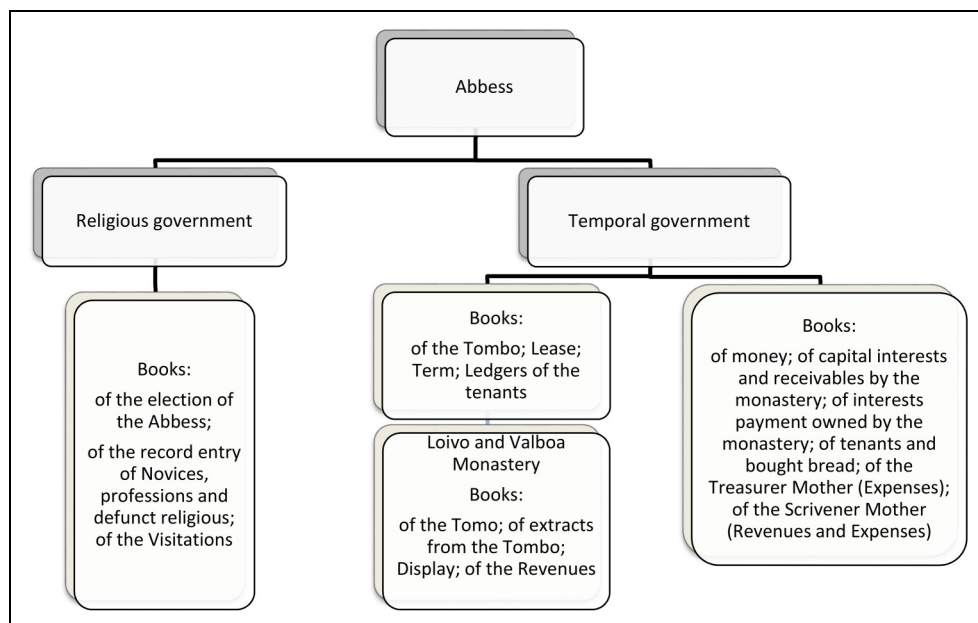 Abbess
Religious government
Temporal government
Books:
of the election of
the Abbess;
of the record entry
of Novices,
professions and
defunct religious;
of the Visitations
Books:
of the Tombo; Lease;
Term; Ledgers of the
tenants
Loivo and Valboa
Monastery
Books:
of the Tomo; of extracts
from the Tombo;
Display; of the Revenues
Books:
of money; of capital interests
and receivables by the
monastery; of interests
payment owned by the
monastery; of tenants and
bought bread; of the
Treasurer Mother (Expenses);
of the Scrivener Mother
(Revenues and Expenses)